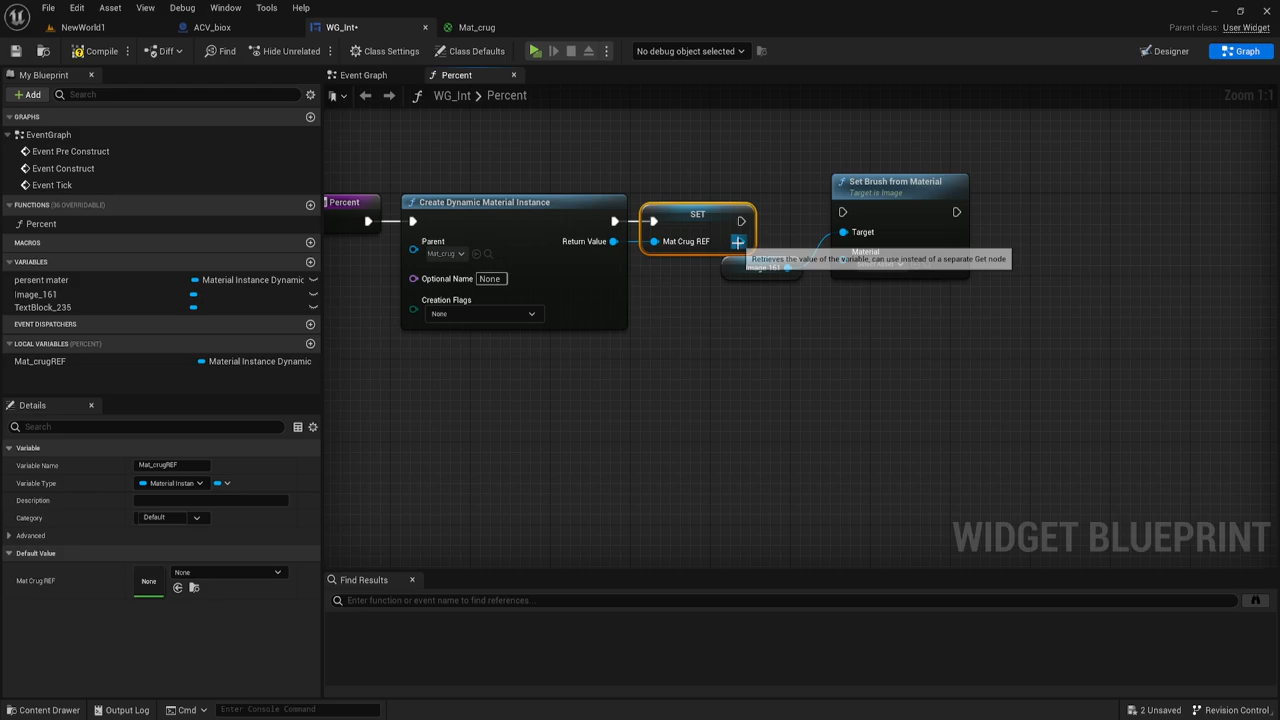 File Edit Asset View Debug Window Tools Help
NewWorld1 ACV_biox WG_Int• Mat_crug Parent class: User Widget
Compile Diff Find Hide Unrelated Class Settings Class Defaults No debug object selected Designer Graph
My Blueprint Event Graph Percent
Add Search WG_Int > Percent Zoom 1:1
GRAPHS
EventGraph
Event Pre Construct
Event Construct
Event Tick
FUNCTIONS (36 OVERRIDABLE)
Percent
MACROS
VARIABLES
persent mater Material Instance Dynamic
Image_161
TextBlock_235
EVENT DISPATCHERS
LOCAL VARIABLES (PERCENT)
Mat_crugREF Material Instance Dynamic
Details
Search
Variable
Variable Name Mat_crugREF
Variable Type Material Instan
Description
Category Default
Advanced
Default Value
Mat Crug REF None None
Percent
Create Dynamic Material Instance
Parent Return Value
Mat_crug
Optional Name None
Creation Flags
None
SET
Mat Crug REF
Image 161
Set Brush from Material
Target is Image
Target
Material
Retrieves the value of the variable, can use instead of a separate Get node
WIDGET BLUEPRINT
Find Results
Enter function or event name to find references...
Content Drawer Output Log Cmd Enter Console Command 2 Unsaved Revision Control